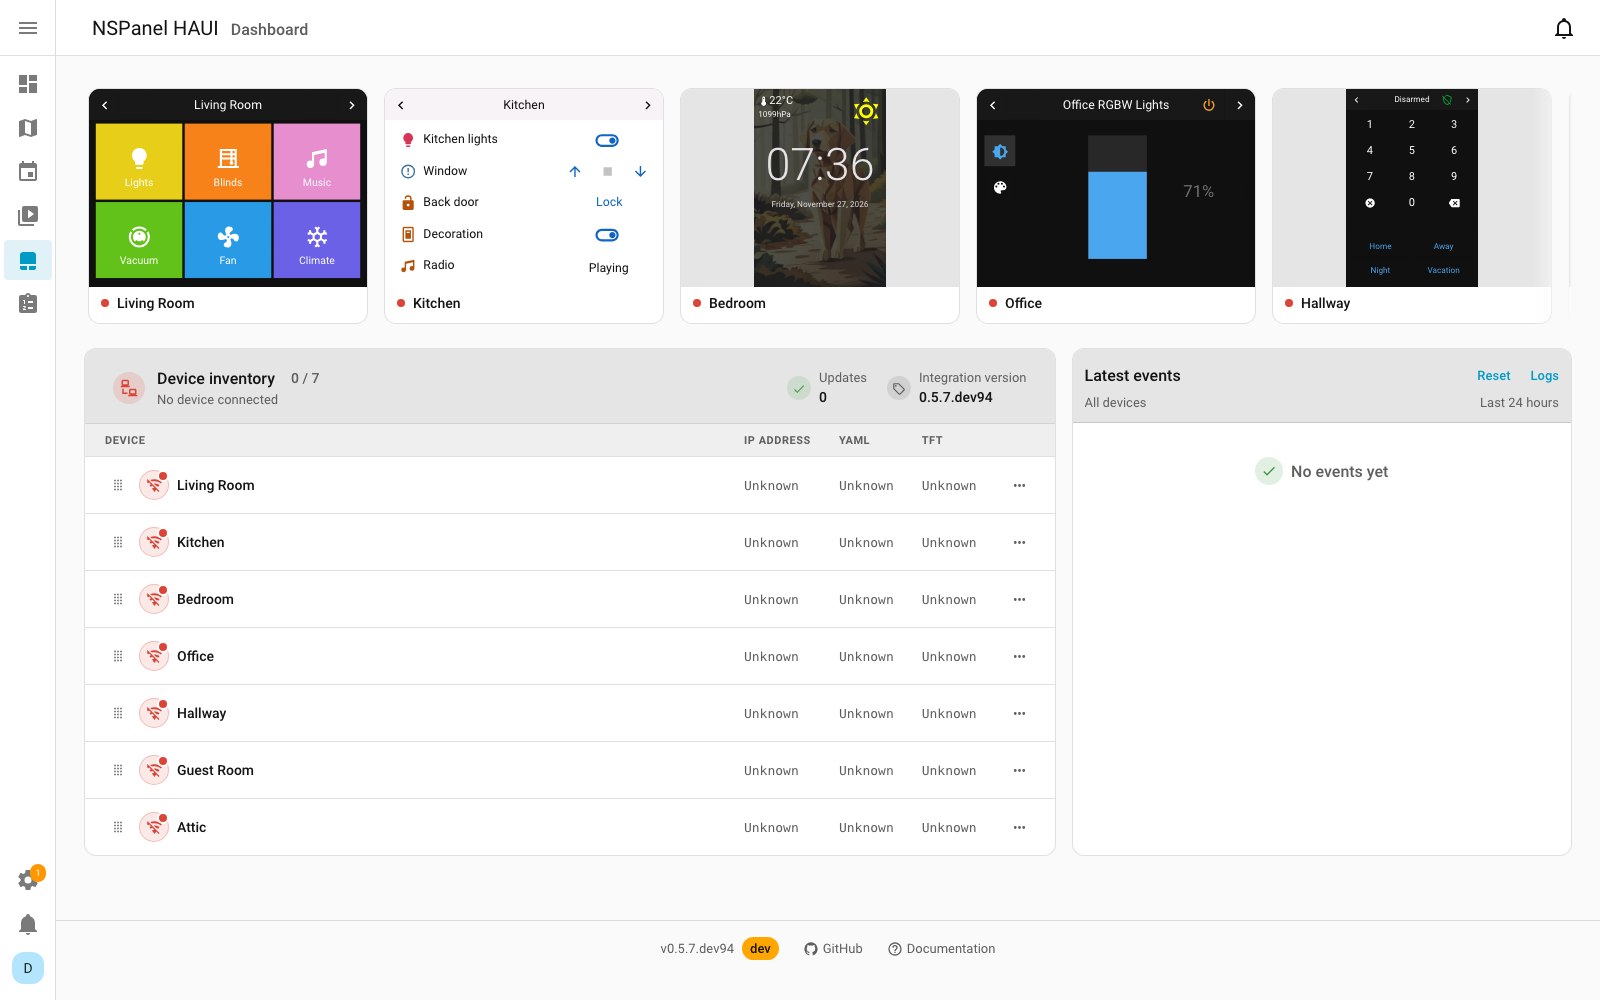 NSPanel HAUI Dashboard
Living Room
Lights Blinds Music
Vacuum Fan Climate
Living Room
Kitchen
Kitchen lights
Window
Back door Lock
Decoration
Radio Playing
Kitchen
22°C
1099hPa
07:36
Friday, November 27, 2026
Bedroom
Office RGBW Lights
71%
Office
Disarmed
1 2 3
4 5 6
7 8 9
0
Home Away
Night Vacation
Hallway
Device inventory 0 / 7
No device connected
Updates
0
Integration version
0.5.7.dev94
DEVICE IP ADDRESS YAML TFT
Living Room Unknown Unknown Unknown
Kitchen Unknown Unknown Unknown
Bedroom Unknown Unknown Unknown
Office Unknown Unknown Unknown
Hallway Unknown Unknown Unknown
Guest Room Unknown Unknown Unknown
Attic Unknown Unknown Unknown
Latest events Reset Logs
All devices Last 24 hours
No events yet
1
D
v0.5.7.dev94 dev GitHub Documentation